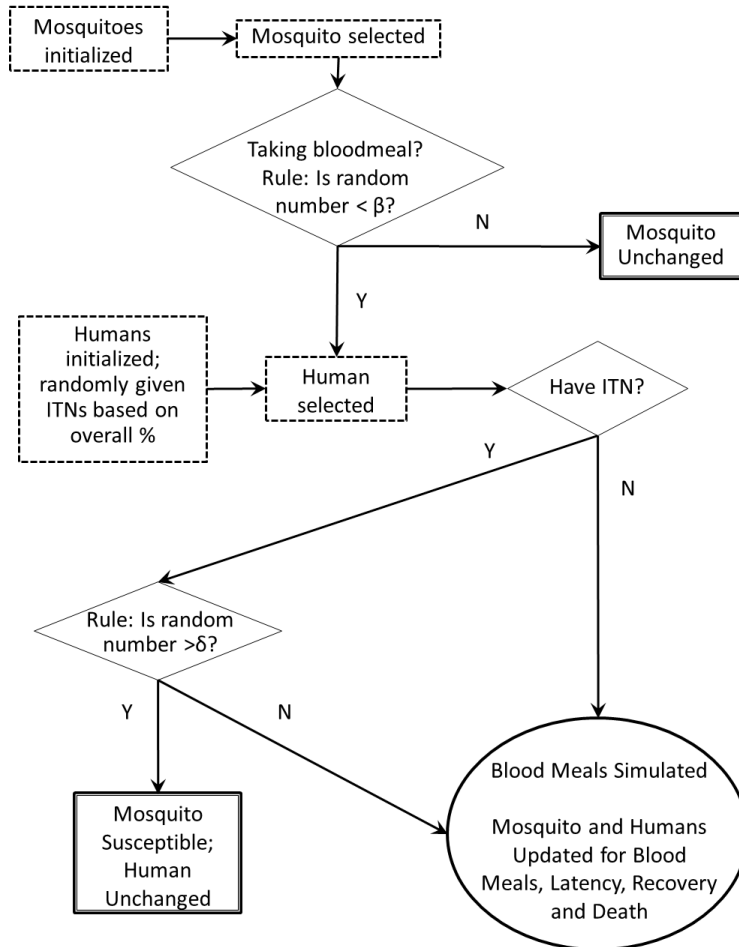 Mosquitoes
initialized
Mosquito selected
Taking bloodmeal?
Rule: Is random
number < β?
N
Mosquito
Unchanged
Y
Humans
initialized;
randomly given
ITNs based on
overall %
Human
selected
Have ITN?
Y
N
Rule: Is random
number >δ?
Y
N
Mosquito
Susceptible;
Human
Unchanged
Blood Meals Simulated
Mosquito and Humans
Updated for Blood
Meals, Latency, Recovery
and Death